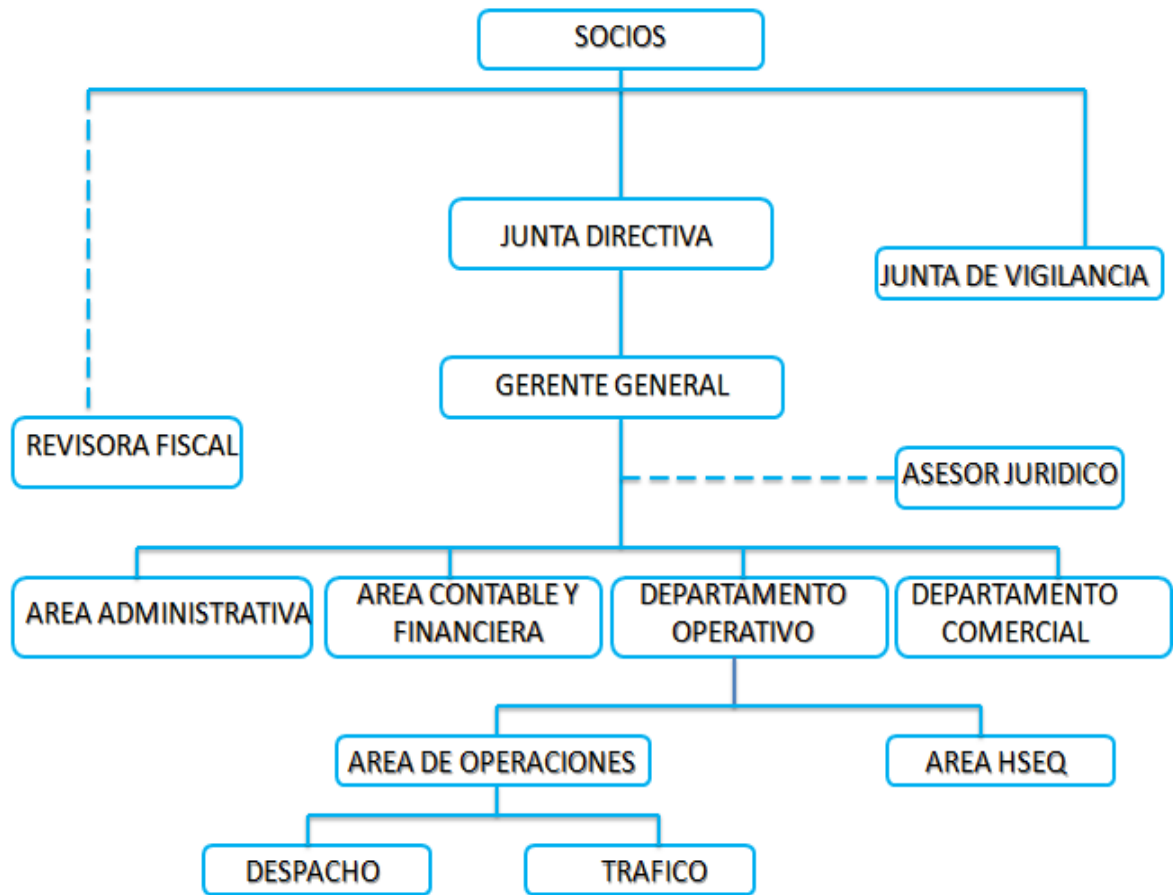 SOCIOS
JUNTA DIRECTIVA
JUNTA DE VIGILANCIA
GERENTE GENERAL
REVISORA FISCAL
ASESOR JURIDICO
AREA ADMINISTRATIVA
AREA CONTABLE Y
FINANCIERA
DEPARTAMENTO
OPERATIVO
DEPARTAMENTO
COMERCIAL
AREA DE OPERACIONES
AREA HSEQ
DESPACHO
TRAFICO